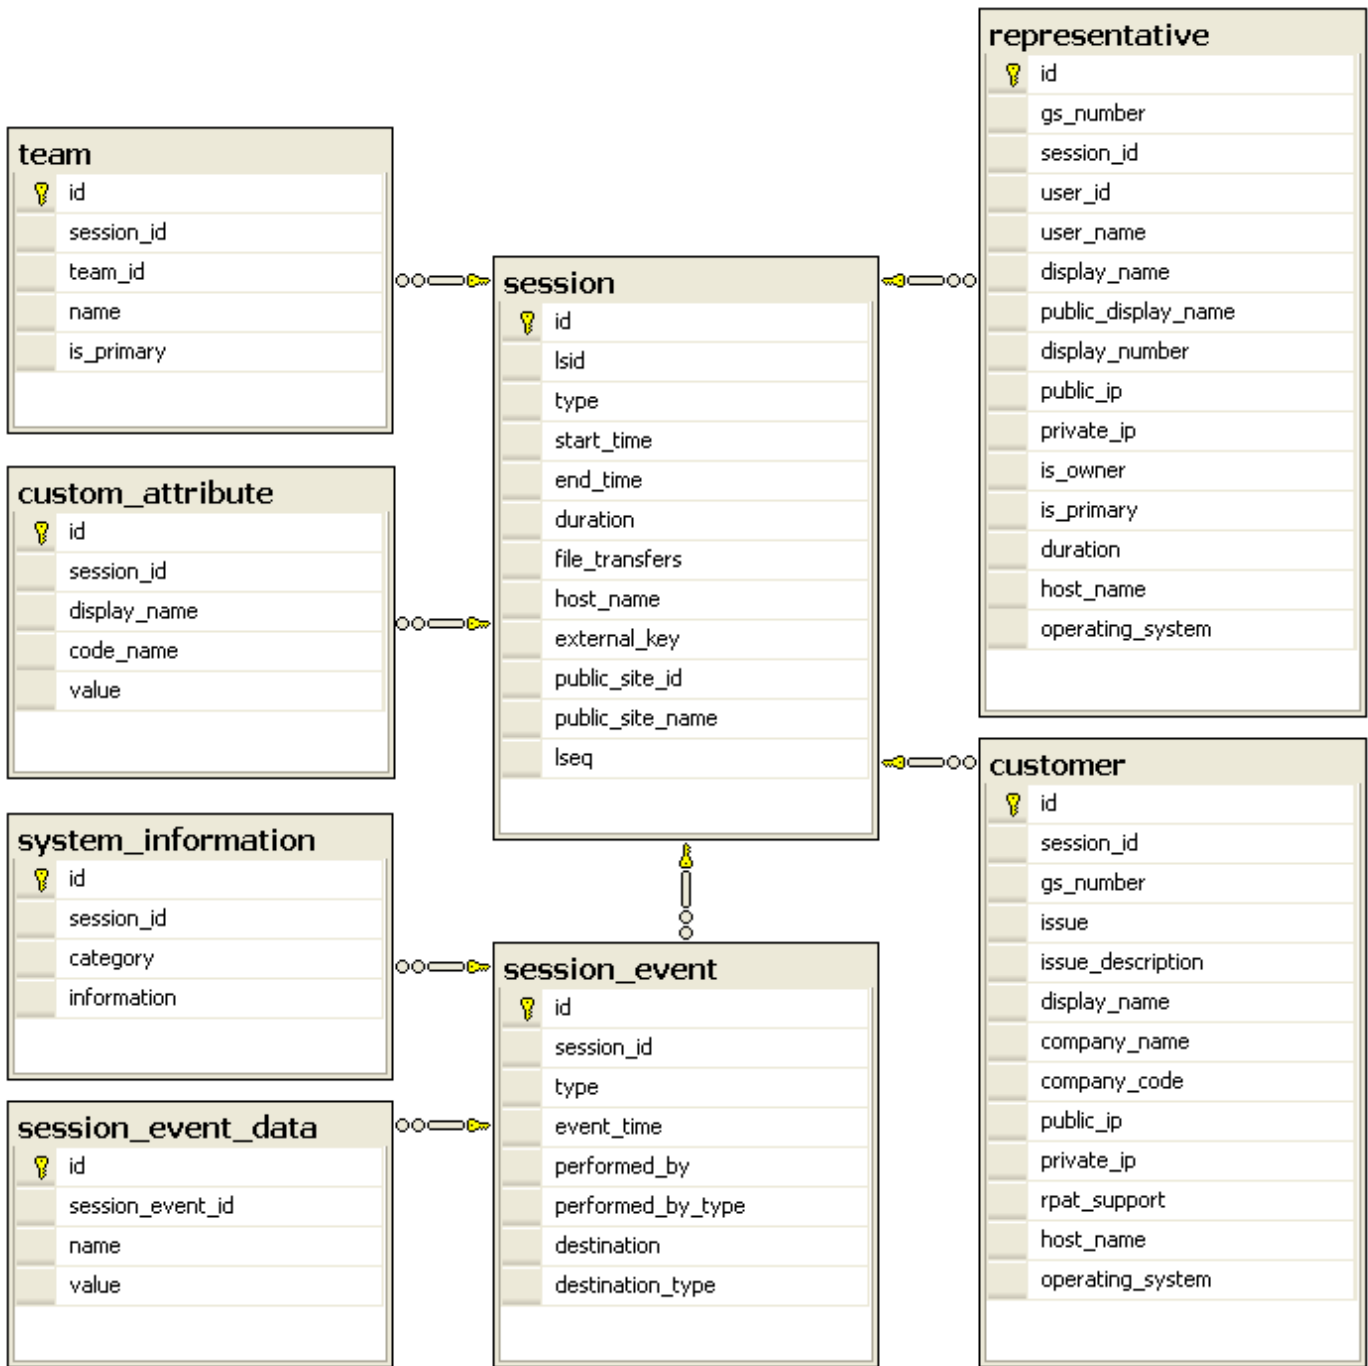 team
id
session_id
team_id
name
is_primary
custom_attribute
id
session_id
display_name
code_name
value
system_information
id
session_id
category
information
session_event_data
id
session_event_id
name
value
session
id
lsid
type
start_time
end_time
duration
file_transfers
host_name
external_key
public_site_id
public_site_name
lseq
session_event
id
session_id
type
event_time
performed_by
performed_by_type
destination
destination_type
representative
id
gs_number
session_id
user_id
user_name
display_name
public_display_name
display_number
public_ip
private_ip
is_owner
is_primary
duration
host_name
operating_system
customer
id
session_id
gs_number
issue
issue_description
display_name
company_name
company_code
public_ip
private_ip
rpat_support
host_name
operating_system